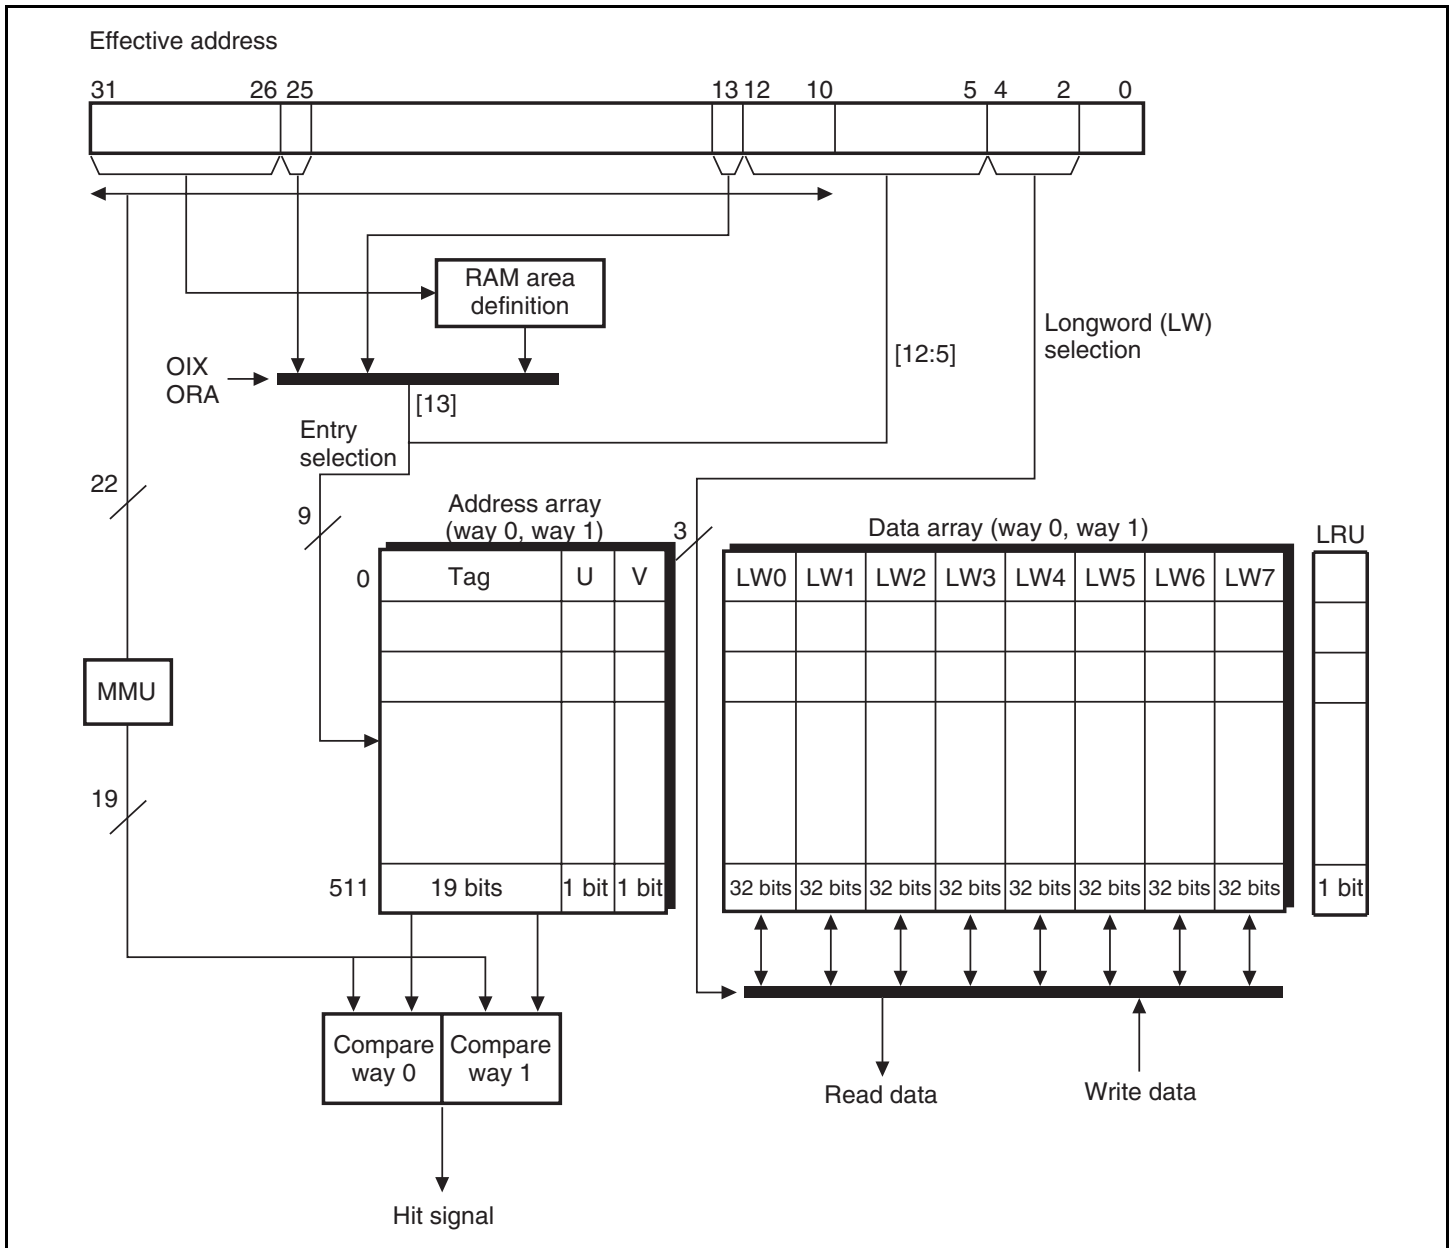 Effective address
31 26 25 13 12 10 5 4 2 0
RAM area
definition
Longword (LW)
selection
[12:5]
OIX
ORA
[13]
Entry
selection
22
9
Address array
(way 0, way 1)
3
Data array (way 0, way 1)
LRU
0 Tag U V
LW0 LW1 LW2 LW3 LW4 LW5 LW6 LW7
MMU
19
511 19 bits 1 bit 1 bit
32 bits 32 bits 32 bits 32 bits 32 bits 32 bits 32 bits 32 bits
1 bit
Compare
way 0
Compare
way 1
Read data
Write data
Hit signal